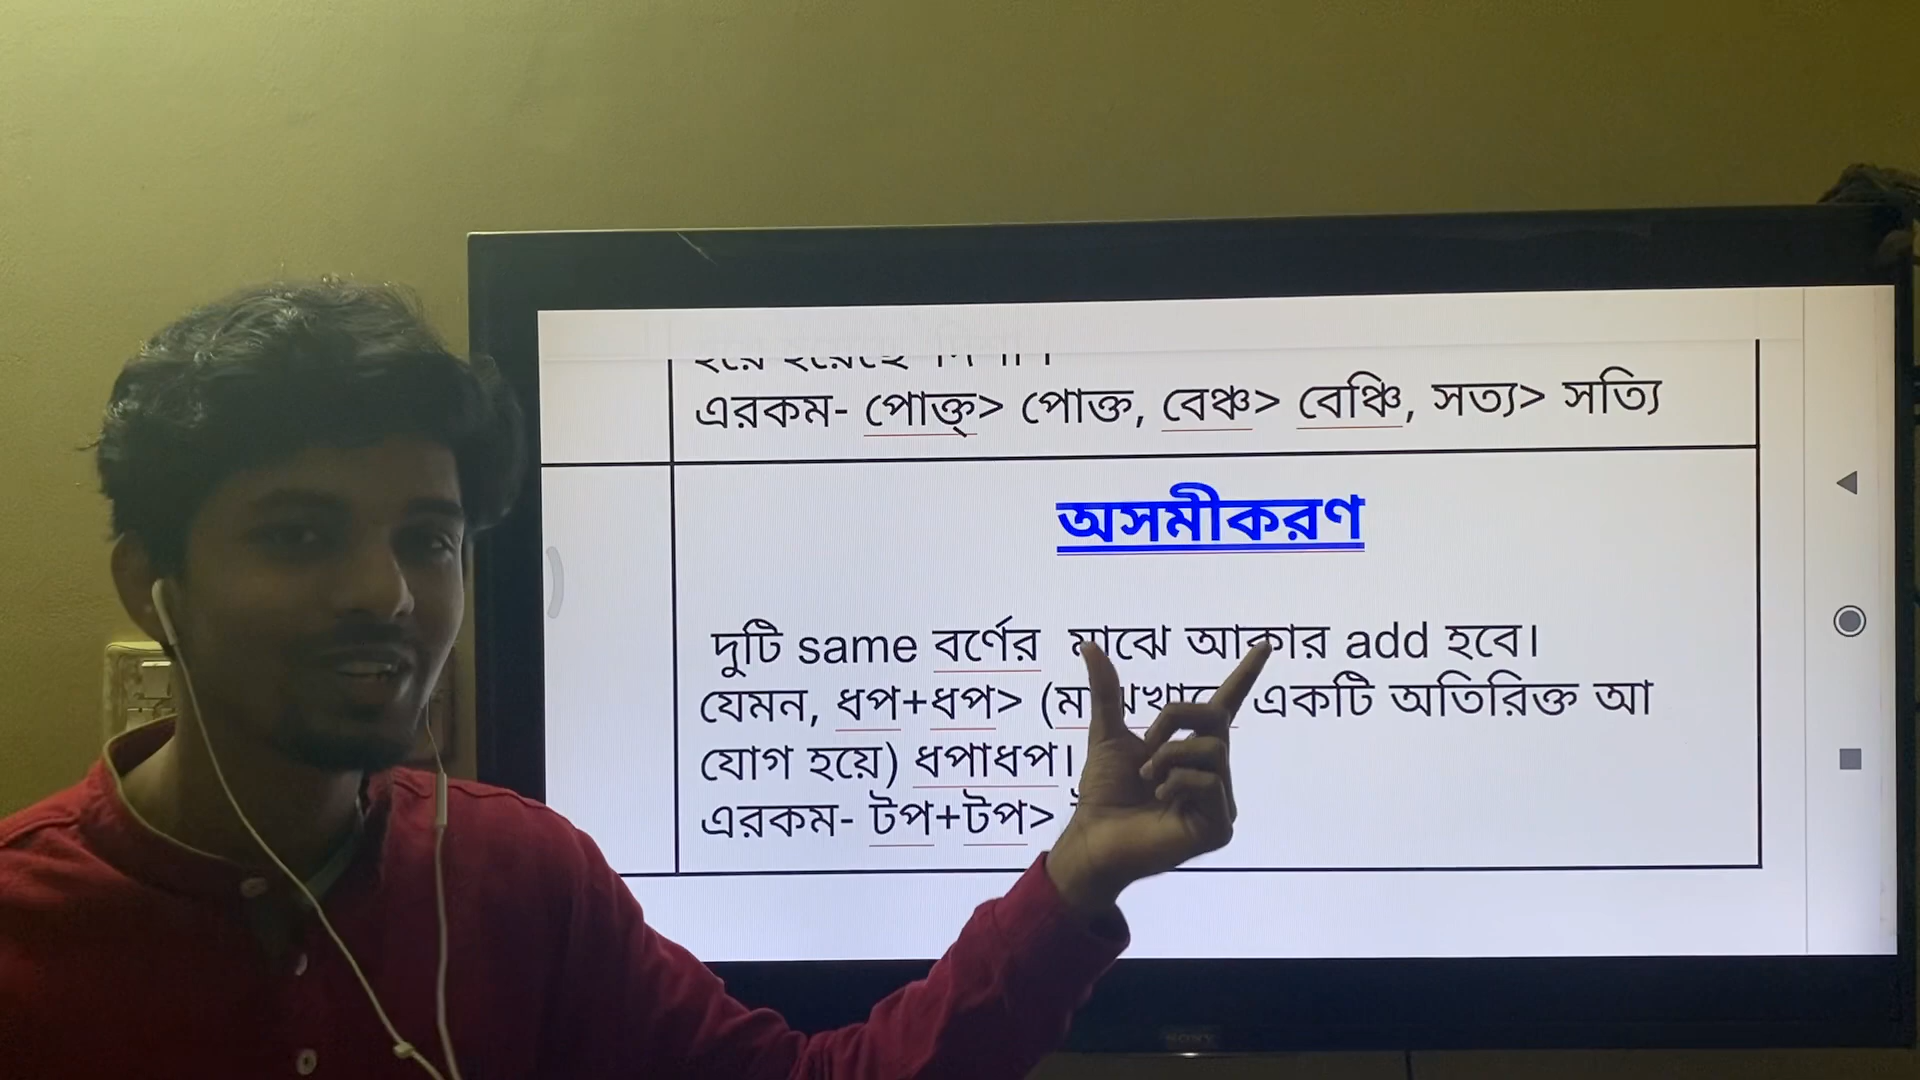 এরকম- পোক্ত্> পোক্ত, বেঞ্চ> বেঞ্চি, সত্য> সত্যি
অসমীকরণ
দুটি same বর্ণের মাঝে আকার add হবে।
যেমন, ধপ+ধপ> একটি অতিরিক্ত আ
যোগ হয়ে) ধপাধপ।
এরকম- টপ+টপ>
SONY